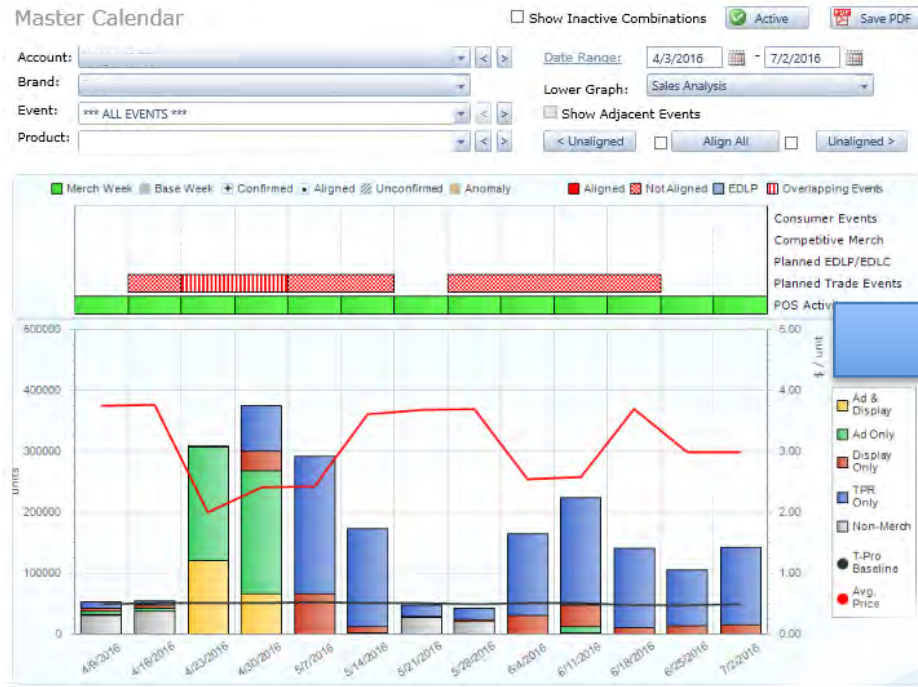 Master Calendar
Show Inactive Combinations
Active
Save PDF
Account:
< >
Date Range:
4/3/2016 - 7/2/2016
Brand:
Lower Graph:
Sales Analysis
Event:
*** ALL EVENTS ***
< >
Show Adjacent Events
Product:
< >
< Unaligned
Align All
Unaligned >
Merch Week
Base Week
Confirmed
Aligned
Unconfirmed
Anomaly
Aligned
Not Aligned
EDLP
Overlapping Events
Consumer Events
Competitive Merch
Planned EDLP/EDLC
Planned Trade Events
POS Activi
600000
400000
300000
200000
100000
0
units
5.00
4.00
3.00
2.00
1.00
0.00
$ / unit
Ad &
Display
Ad Only
Display
Only
TPR
Only
Non-Merch
T-Pro
Baseline
Avg.
Price
4/9/2016
4/16/2016
4/23/2016
4/30/2016
5/7/2016
5/14/2016
5/21/2016
5/28/2016
6/4/2016
6/11/2016
6/18/2016
6/25/2016
7/2/2016